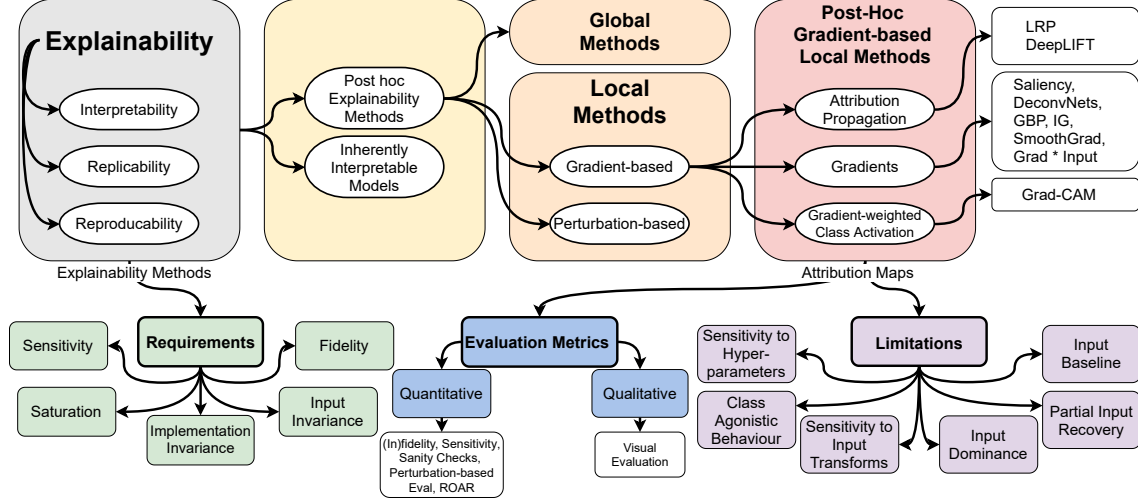 Explainability
Interpretability
Replicability
Reproducability
Explainability Methods
Post hoc
Explainability
Methods
Inherently
Interpretable
Models
Global
Methods
Local
Methods
Gradient-based
Perturbation-based
Post-Hoc
Gradient-based
Local Methods
Attribution
Propagation
Gradients
Gradient-weighted
Class Activation
Attribution Maps
LRP
DeepLIFT
Saliency,
DeconvNets,
GBP, IG,
SmoothGrad,
Grad * Input
Grad-CAM
Requirements
Sensitivity
Fidelity
Saturation
Implementation
Invariance
Input
Invariance
Evaluation Metrics
Quantitative
Qualitative
(In)fidelity, Sensitivity,
Sanity Checks,
Perturbation-based
Eval, ROAR
Visual
Evaluation
Limitations
Sensitivity to
Hyper-
parameters
Input
Baseline
Class
Agonistic
Behaviour
Sensitivity to
Input
Transforms
Input
Dominance
Partial Input
Recovery